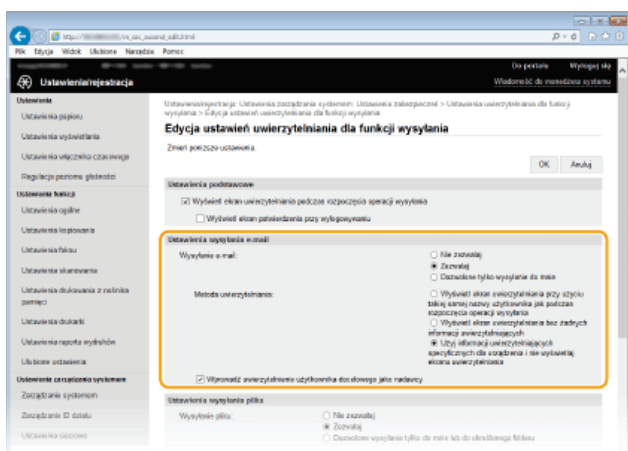 http://
/rs_sec_ausend_edit.html
Plik Edycja Widok Ulubione Narzędzia Pomoc
Do portalu Wyloguj się
Ustawienia/rejestracja
Wiadomość do menedżera systemu
Ustawienia
Ustawienia papieru
Ustawienia wyświetlania
Ustawienia włącznika czasowego
Regulacja poziomu głośności
Ustawienia funkcji
Ustawienia ogólne
Ustawienia kopiowania
Ustawienia faksu
Ustawienia skanowania
Ustawienia drukowania z nośnika
pamięci
Ustawienia drukarki
Ustawienia raportu wydruków
Ulubione ustawienia
Ustawienia zarządzania systemem
Zarządzanie systemem
Zarządzanie ID działu
Ustawienia sieciowe
Ustawienia/rejestracja: Ustawienia zarządzania systemem: Ustawienia zabezpieczeń > Ustawienia uwierzytelniania dla funkcji
wysyłania > Edycja ustawień uwierzytelniania dla funkcji wysyłania
Edycja ustawień uwierzytelniania dla funkcji wysyłania
Zmień poniższe ustawienia.
OK Anuluj
Ustawienia podstawowe
Wyświetl ekran uwierzytelniania podczas rozpoczęcia operacji wysyłania
Wyświetl ekran potwierdzenia przy wylogowywaniu
Ustawienia wysyłania e-mail
Wysyłanie e-mail:
Nie zezwalaj
Zezwalaj
Dozwolone tylko wysyłanie do mnie
Metoda uwierzytelniania:
Wyświetl ekran uwierzytelniania przy użyciu
takiej samej nazwy użytkownika jak podczas
rozpoczęcia operacji wysyłania
Wyświetl ekran uwierzytelniania bez żadnych
informacji uwierzytelniających
Użyj informacji uwierzytelniających
specyficznych dla urządzenia i nie wyświetlaj
ekranu uwierzytelniania
Wprowadź uwierzytelnienie użytkownika docelowego jako nadawcy
Ustawienia wysyłania pliku
Wysyłanie pliku:
Nie zezwalaj
Zezwalaj
Dozwolone wysyłanie tylko do mnie lub do określonego folderu